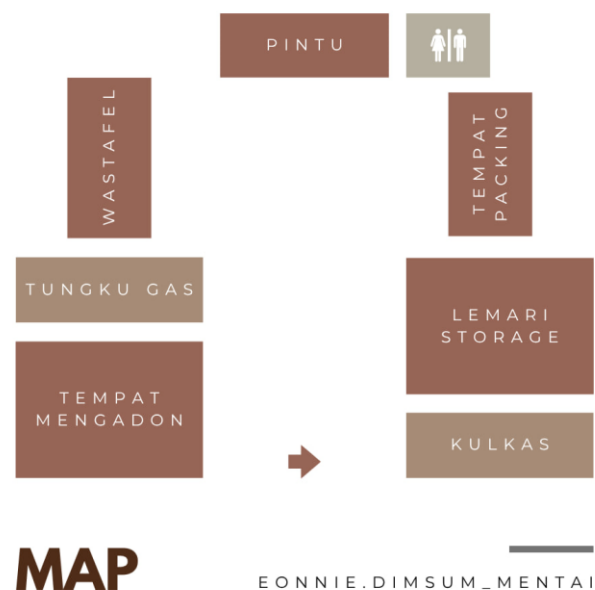 PINTU
WASTAFEL
TEMPAT
PACKING
TUNGKU GAS
LEMARI
STORAGE
TEMPAT
MENGADON
KULKAS
MAP
EONNIE.DIMSUM_MENTAI